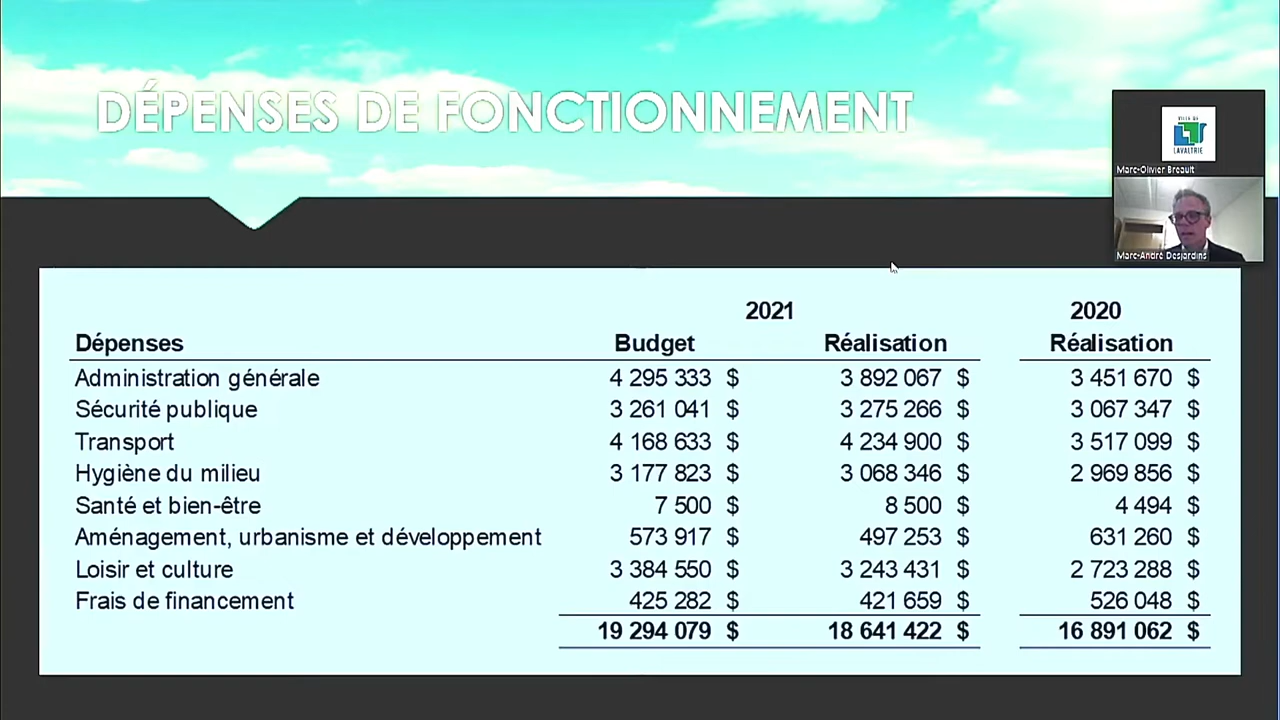 DÉPENSES DE FONCTIONNEMENT
VILLE DE
LAVALTRIE
Marc-Olivier Breault
Marc-André Desjardins
2021 2020
Dépenses Budget Réalisation Réalisation
Administration générale 4 295 333 $ 3 892 067 $ 3 451 670 $
Sécurité publique 3 261 041 $ 3 275 266 $ 3 067 347 $
Transport 4 168 633 $ 4 234 900 $ 3 517 099 $
Hygiène du milieu 3 177 823 $ 3 068 346 $ 2 969 856 $
Santé et bien-être 7 500 $ 8 500 $ 4 494 $
Aménagement, urbanisme et développement 573 917 $ 497 253 $ 631 260 $
Loisir et culture 3 384 550 $ 3 243 431 $ 2 723 288 $
Frais de financement 425 282 $ 421 659 $ 526 048 $
19 294 079 $ 18 641 422 $ 16 891 062 $